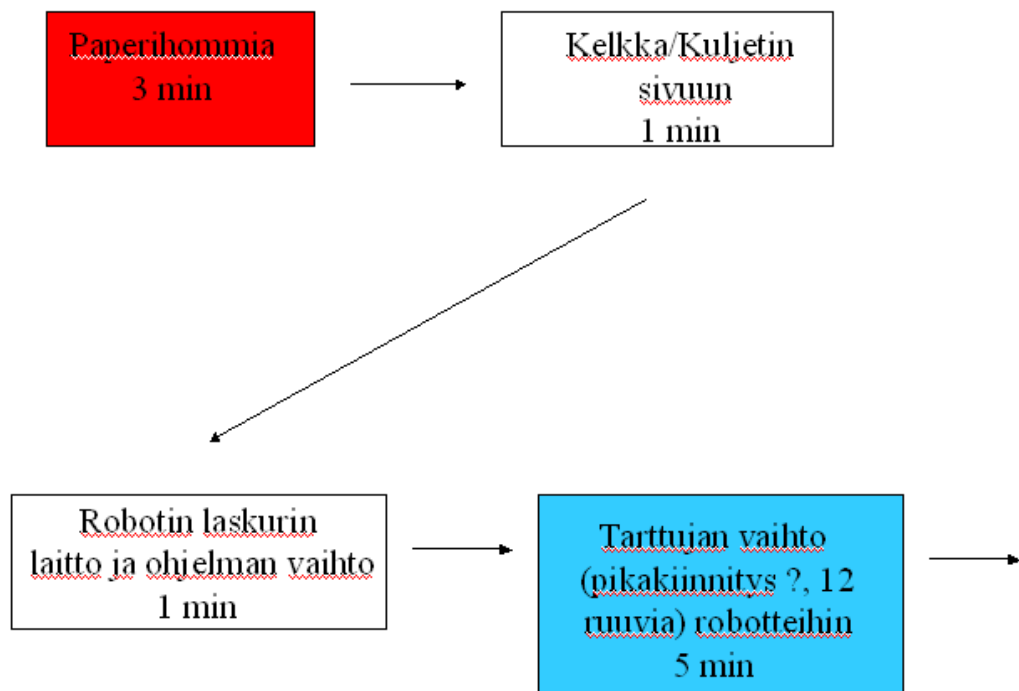 Paperihommia
3 min
Kelkka/Kuljetin
sivuun
1 min
Robotin laskurin
laitto ja ohjelman vaihto
1 min
Tarttujan vaihto
(pikakiinnitys ?, 12
ruuvia) robotteihin
5 min